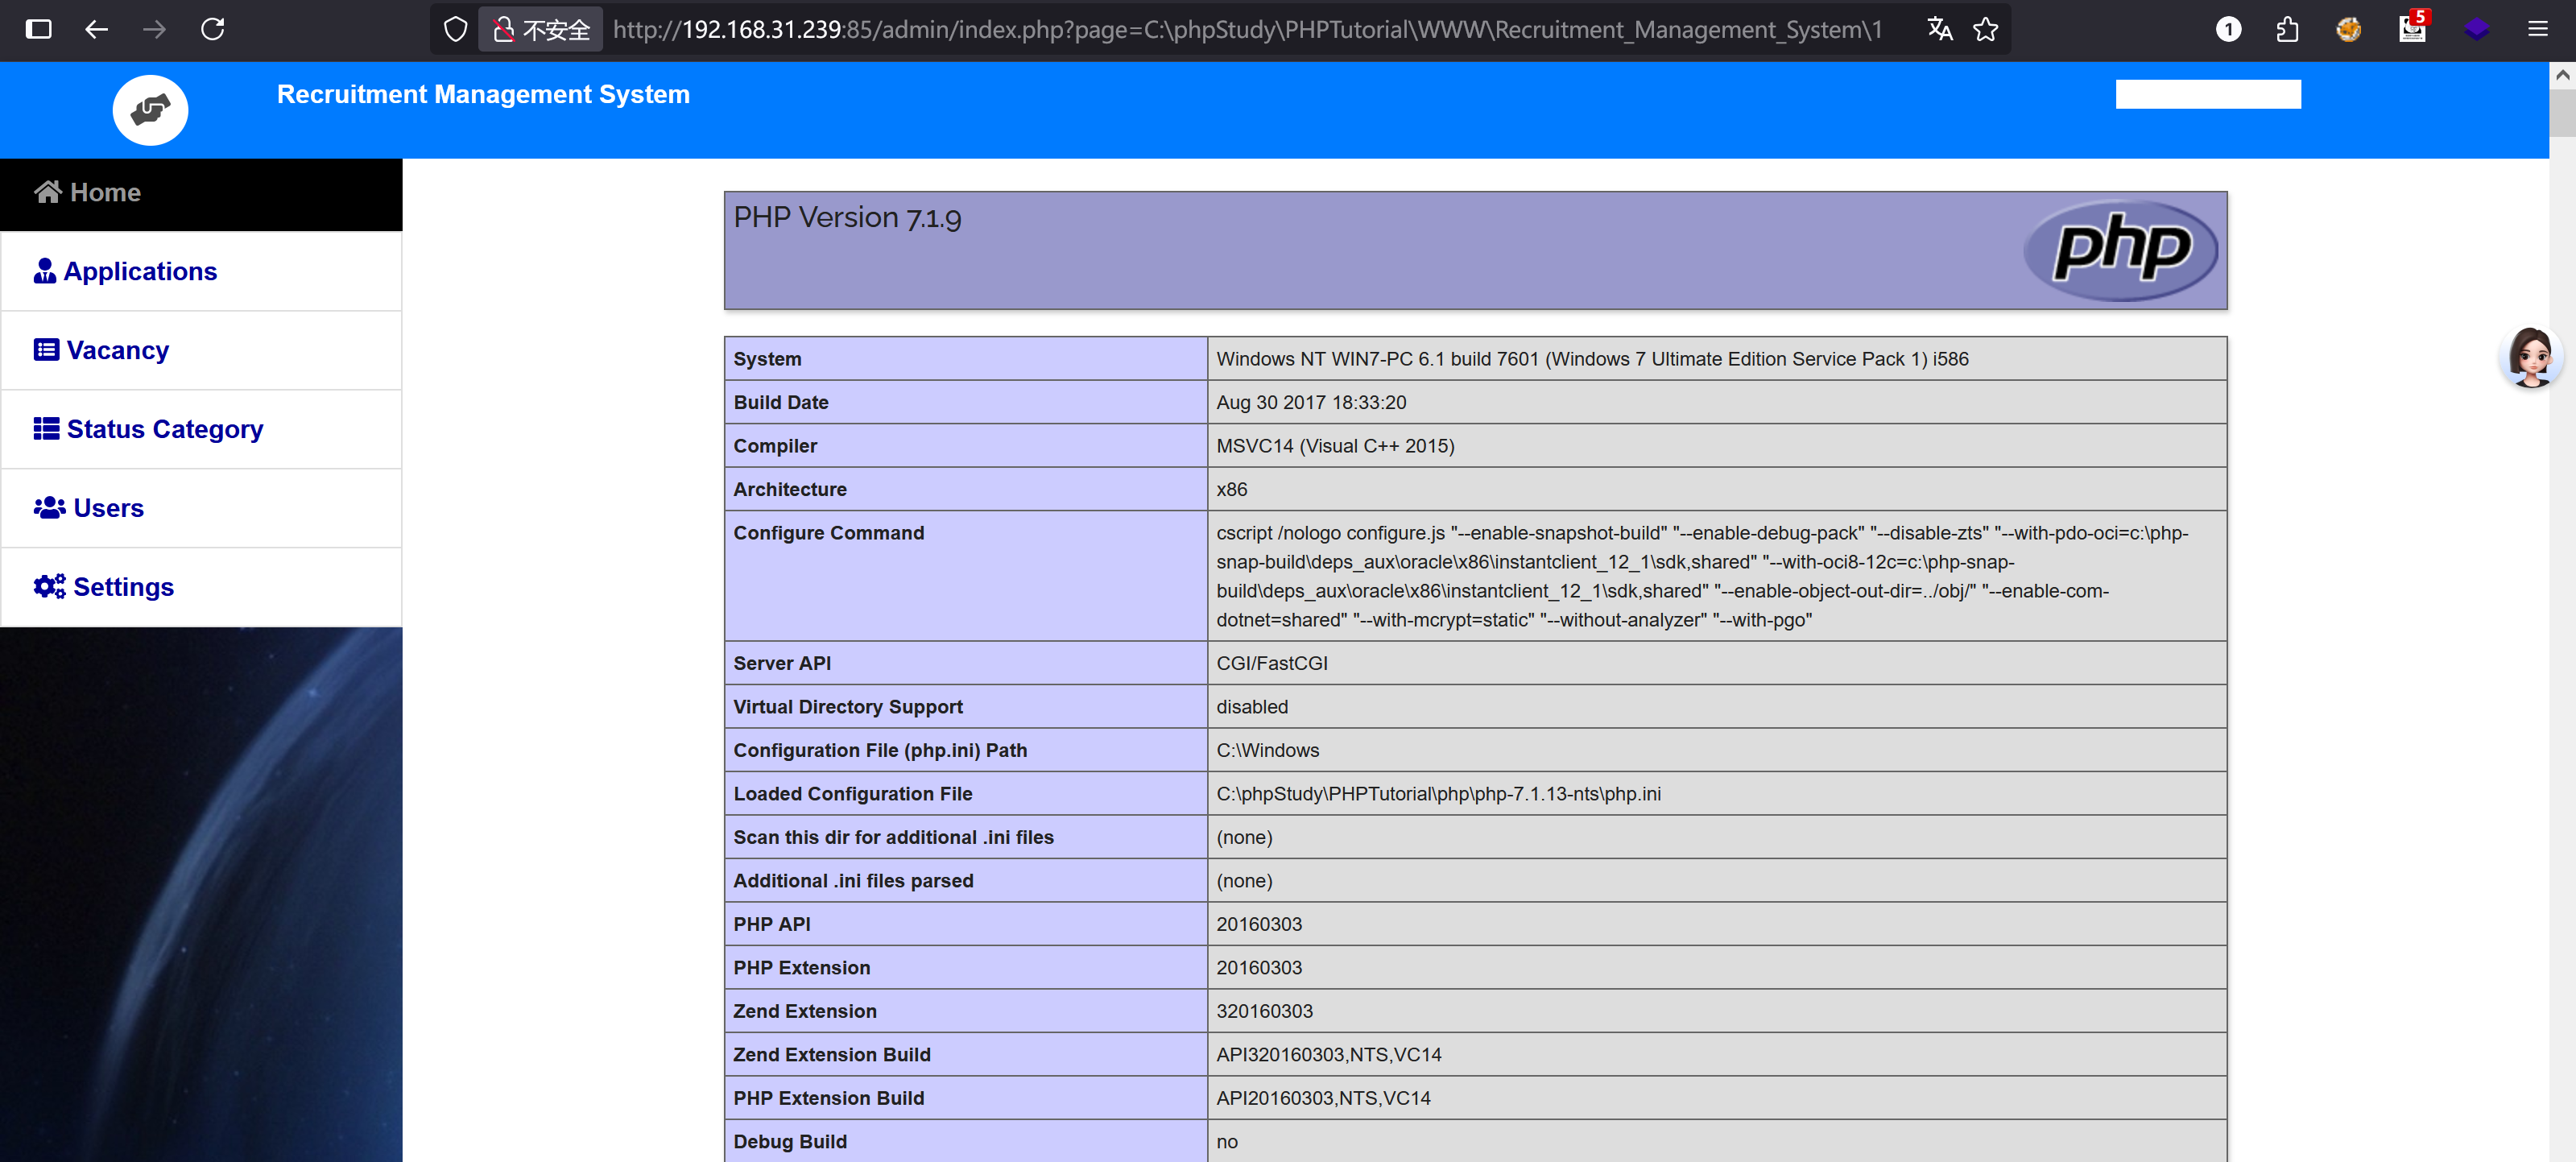 不安全
http://192.168.31.239:85/admin/index.php?page=C:\phpStudy\PHPTutorial\WWW\Recruitment_Management_System\1
1
5
Recruitment Management System
Home
Applications
Vacancy
Status Category
Users
Settings
PHP Version 7.1.9
php
System Windows NT WIN7-PC 6.1 build 7601 (Windows 7 Ultimate Edition Service Pack 1) i586
Build Date Aug 30 2017 18:33:20
Compiler MSVC14 (Visual C++ 2015)
Architecture x86
Configure Command cscript /nologo configure.js "--enable-snapshot-build" "--enable-debug-pack" "--disable-zts" "--with-pdo-oci=c:\php-
snap-build\deps_aux\oracle\x86\instantclient_12_1\sdk,shared" "--with-oci8-12c=c:\php-snap-
build\deps_aux\oracle\x86\instantclient_12_1\sdk,shared" "--enable-object-out-dir=../obj/" "--enable-com-
dotnet=shared" "--with-mcrypt=static" "--without-analyzer" "--with-pgo"
Server API CGI/FastCGI
Virtual Directory Support disabled
Configuration File (php.ini) Path C:\Windows
Loaded Configuration File C:\phpStudy\PHPTutorial\php\php-7.1.13-nts\php.ini
Scan this dir for additional .ini files (none)
Additional .ini files parsed (none)
PHP API 20160303
PHP Extension 20160303
Zend Extension 320160303
Zend Extension Build API320160303,NTS,VC14
PHP Extension Build API20160303,NTS,VC14
Debug Build no